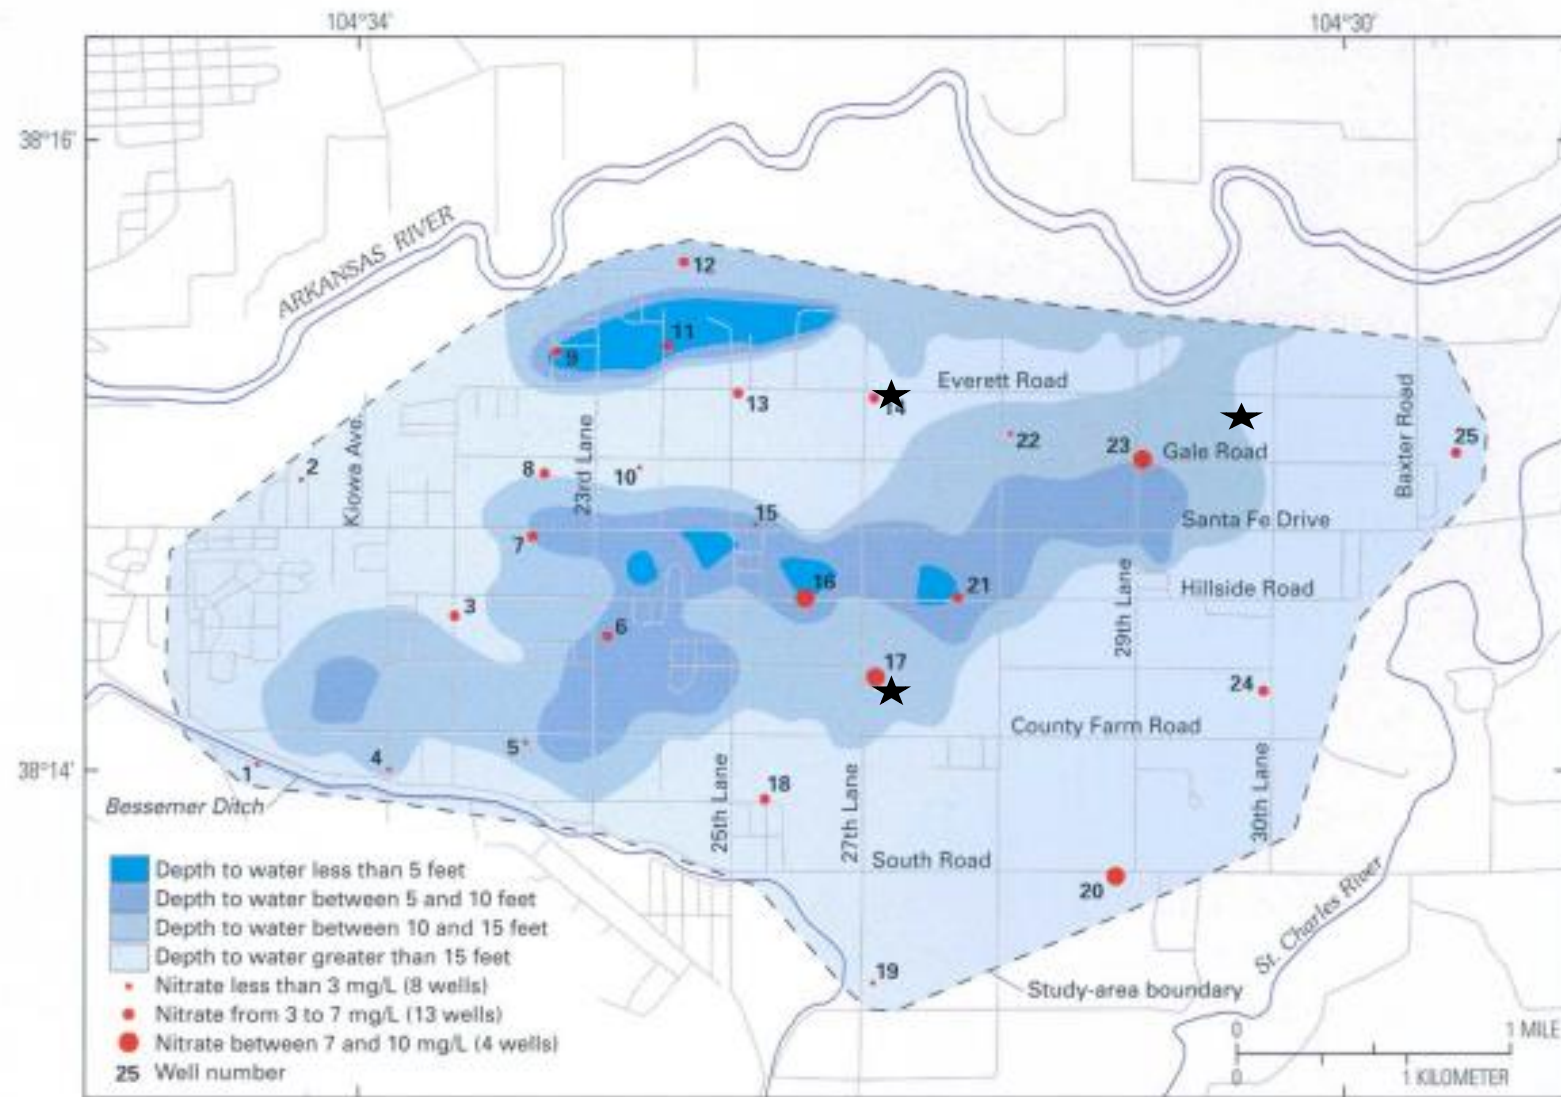 104°34'
104°30'
38°16'
ARKANSAS RIVER
12
11
9
Everett Road
13
14
22
23
Gale Road
25
2
Kiowa Ave.
8
23rd Lane
10
Baxter Road
15
Santa Fe Drive
7
16
21
Hillside Road
3
29th Lane
6
17
24
County Farm Road
5
4
38°14'
1
Bessemer Ditch
18
25th Lane
27th Lane
30th Lane
South Road
20
19
St. Charles River
Study-area boundary
Depth to water less than 5 feet
Depth to water between 5 and 10 feet
Depth to water between 10 and 15 feet
Depth to water greater than 15 feet
Nitrate less than 3 mg/L (8 wells)
Nitrate from 3 to 7 mg/L (13 wells)
Nitrate between 7 and 10 mg/L (4 wells)
25 Well number
0 1 MILE
0 1 KILOMETER